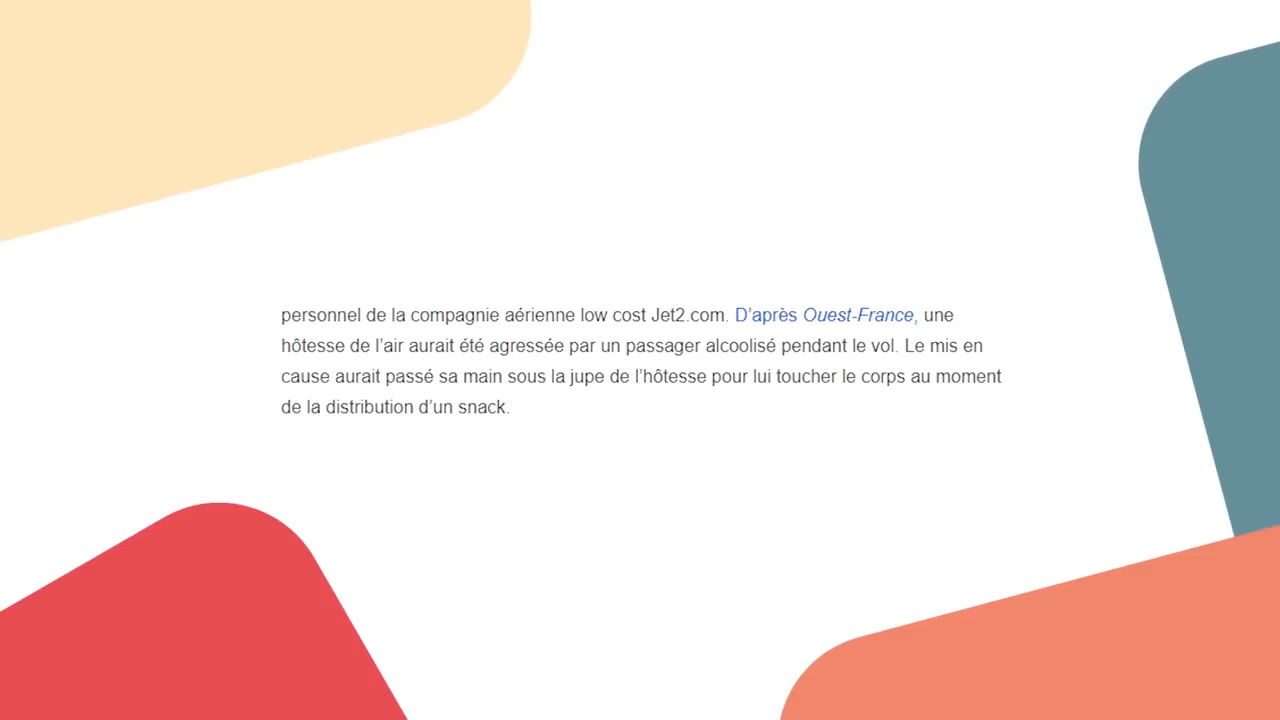 personnel de la compagnie aérienne low cost Jet2.com. D’après Ouest-France, une
hôtesse de l’air aurait été agressée par un passager alcoolisé pendant le vol. Le mis en
cause aurait passé sa main sous la jupe de l’hôtesse pour lui toucher le corps au moment
de la distribution d’un snack.